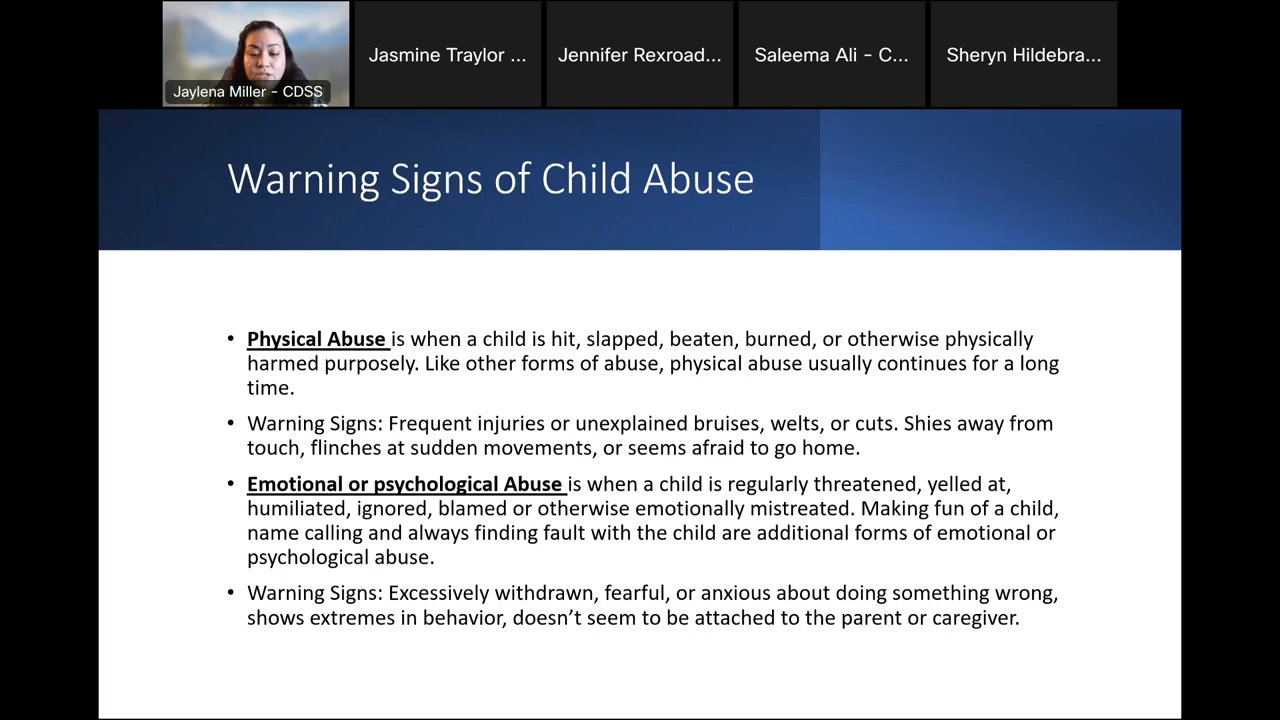 Jaylena Miller - CDSS
Jasmine Traylor ...
Jennifer Rexroad...
Saleema Ali - C...
Sheryn Hildebra...
Warning Signs of Child Abuse
• Physical Abuse is when a child is hit, slapped, beaten, burned, or otherwise physically
harmed purposely. Like other forms of abuse, physical abuse usually continues for a long
time.
• Warning Signs: Frequent injuries or unexplained bruises, welts, or cuts. Shies away from
touch, flinches at sudden movements, or seems afraid to go home.
• Emotional or psychological Abuse is when a child is regularly threatened, yelled at,
humiliated, ignored, blamed or otherwise emotionally mistreated. Making fun of a child,
name calling and always finding fault with the child are additional forms of emotional or
psychological abuse.
• Warning Signs: Excessively withdrawn, fearful, or anxious about doing something wrong,
shows extremes in behavior, doesn’t seem to be attached to the parent or caregiver.